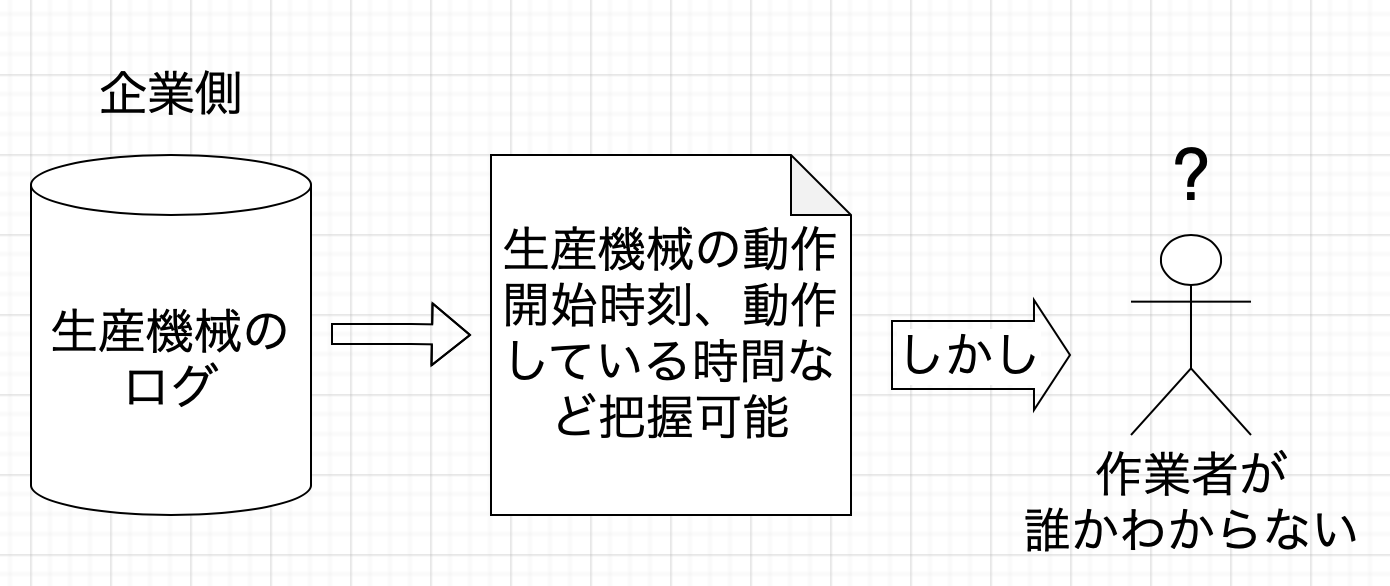 企業側
生産機械の
ログ
生産機械の動作
開始時刻、動作
している時間な
ど把握可能
しかし
?
作業者が
誰かわからない